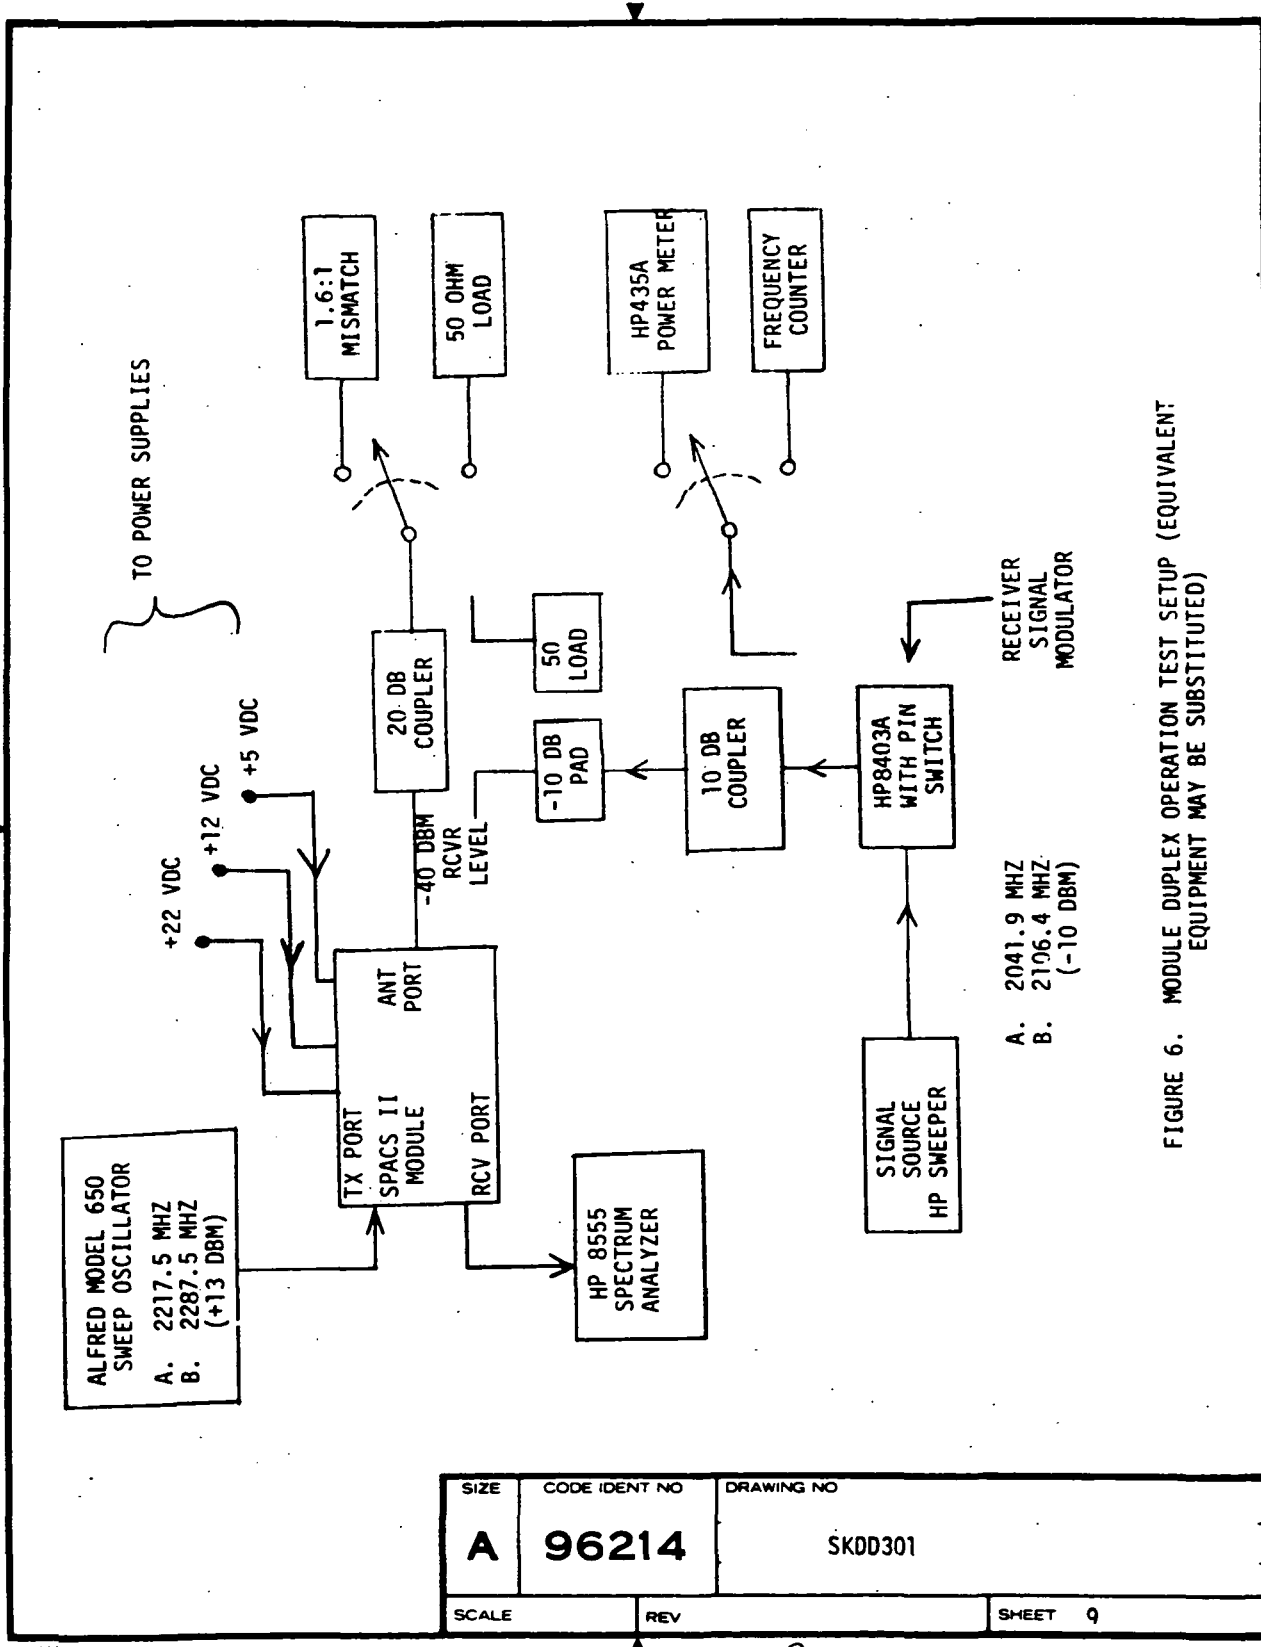 TO POWER SUPPLIES
+22 VDC
+12 VDC
+5 VDC
ALFRED MODEL 650
SWEEP OSCILLATOR
A. 2217.5 MHZ
B. 2287.5 MHZ
(+13 DBM)
TX PORT
SPACS II
MODULE
RCV PORT
ANT
PORT
-40 DBM
RCVR
LEVEL
20 DB
COUPLER
1.6:1
MISMATCH
50 OHM
LOAD
HP 8555
SPECTRUM
ANALYZER
-10 DB
PAD
50
LOAD
HP435A
POWER METER
FREQUENCY
COUNTER
10 DB
COUPLER
SIGNAL
SOURCE
HP SWEEPER
HP8403A
WITH PIN
SWITCH
RECEIVER
SIGNAL
MODULATOR
A. 2041.9 MHZ
B. 2106.4 MHZ
(-10 DBM)
FIGURE 6. MODULE DUPLEX OPERATION TEST SETUP (EQUIVALENT
EQUIPMENT MAY BE SUBSTITUTED)
SIZE
A
CODE IDENT NO
96214
DRAWING NO
SKDD301
SCALE
REV
SHEET 9